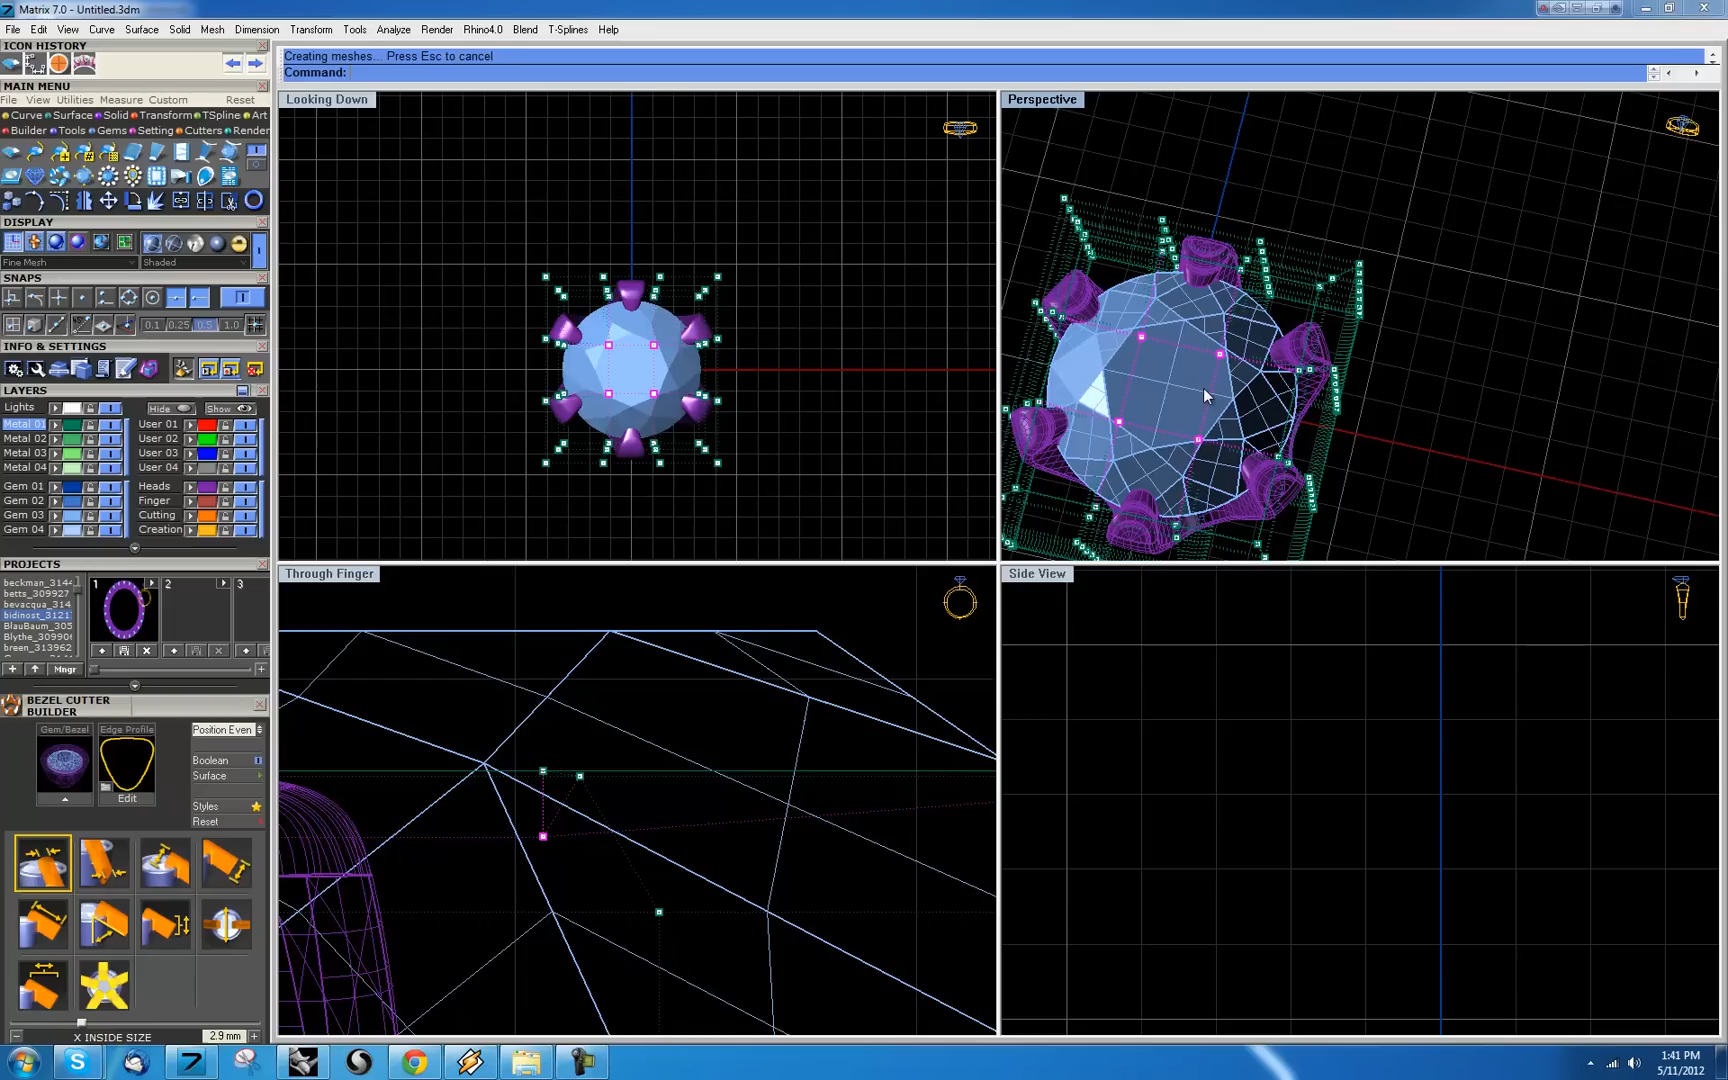 Matrix 7.0 - Untitled.3dm
File Edit View Curve Surface Solid Mesh Dimension Transform Tools Analyze Render Rhino4.0 Blend T-Splines Help
ICON HISTORY
Creating meshes... Press Esc to cancel
Command:
MAIN MENU
File View Utilities Measure Custom Reset
Curve Surface Solid Transform TSpline Art
Builder Tools Gems Setting Cutters Render
Looking Down
Perspective
DISPLAY
Fine Mesh Shaded
SNAPS
0.1 0.25 0.5 1.0
INFO & SETTINGS
LAYERS
Lights Hide Show
Metal 01 User 01
Metal 02 User 02
Metal 03 User 03
Metal 04 User 04
Gem 01 Heads
Gem 02 Finger
Gem 03 Cutting
Gem 04 Creation
PROJECTS
beckman_3144
betts_309927
bevacqua_314
bidinost_3121
BlauBaum_305
Blythe_309906
breen_313962
1 2 3
Mngr
Through Finger
Side View
BEZEL CUTTER
BUILDER
Gem/Bezel Edge Profile Position Even
Boolean
Surface
Edit
Styles
Reset
X INSIDE SIZE 2.9 mm
1:41 PM
5/11/2012